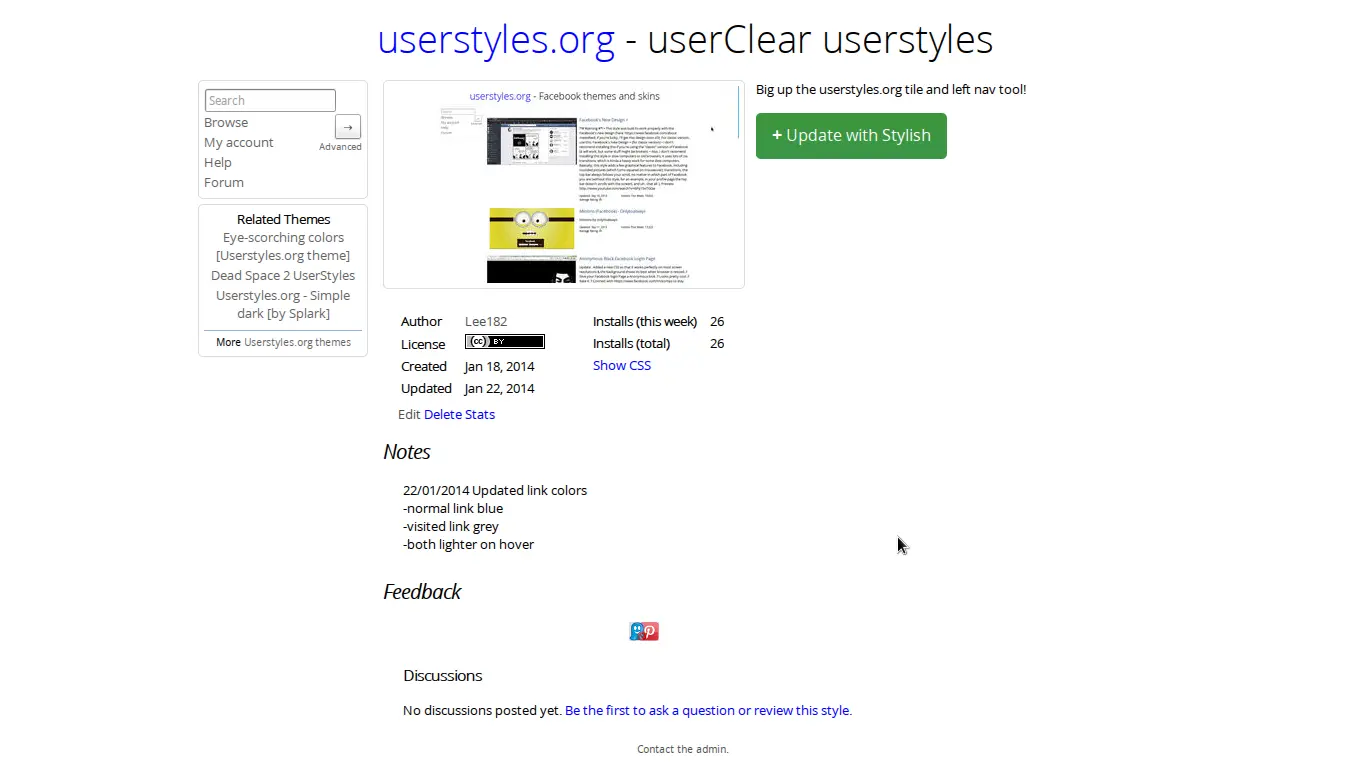 userstyles.org - userClear userstyles
Search
Browse
→
My account
Advanced
Help
Forum
Related Themes
Eye-scorching colors
[Userstyles.org theme]
Dead Space 2 UserStyles
Userstyles.org - Simple
dark [by Splark]
More Userstyles.org themes
userstyles.org - Facebook themes and skins
Big up the userstyles.org tile and left nav tool!
+ Update with Stylish
Author Lee182
License (cc) BY
Created Jan 18, 2014
Updated Jan 22, 2014
Installs (this week) 26
Installs (total) 26
Show CSS
Edit Delete Stats
Notes
22/01/2014 Updated link colors
-normal link blue
-visited link grey
-both lighter on hover
Feedback
Discussions
No discussions posted yet. Be the first to ask a question or review this style.
Contact the admin.